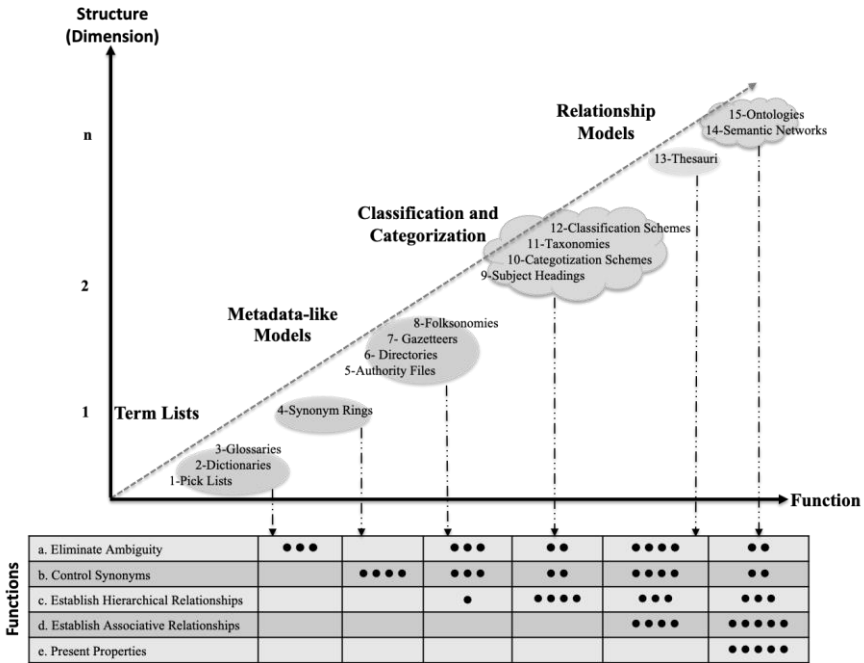 Structure
(Dimension)
n
2
1
Relationship
Models
15-Ontologies
14-Semantic Networks
13-Thesauri
Classification and
Categorization
12-Classification Schemes
11-Taxonomies
10-Categotization Schemes
9-Subject Headings
Metadata-like
Models
8-Folksonomies
7- Gazetteers
6- Directories
5-Authority Files
Term Lists
4-Synonym Rings
3-Glossaries
2-Dictionaries
1-Pick Lists
Function
Functions
a. Eliminate Ambiguity
b. Control Synonyms
c. Establish Hierarchical Relationships
d. Establish Associative Relationships
e. Present Properties